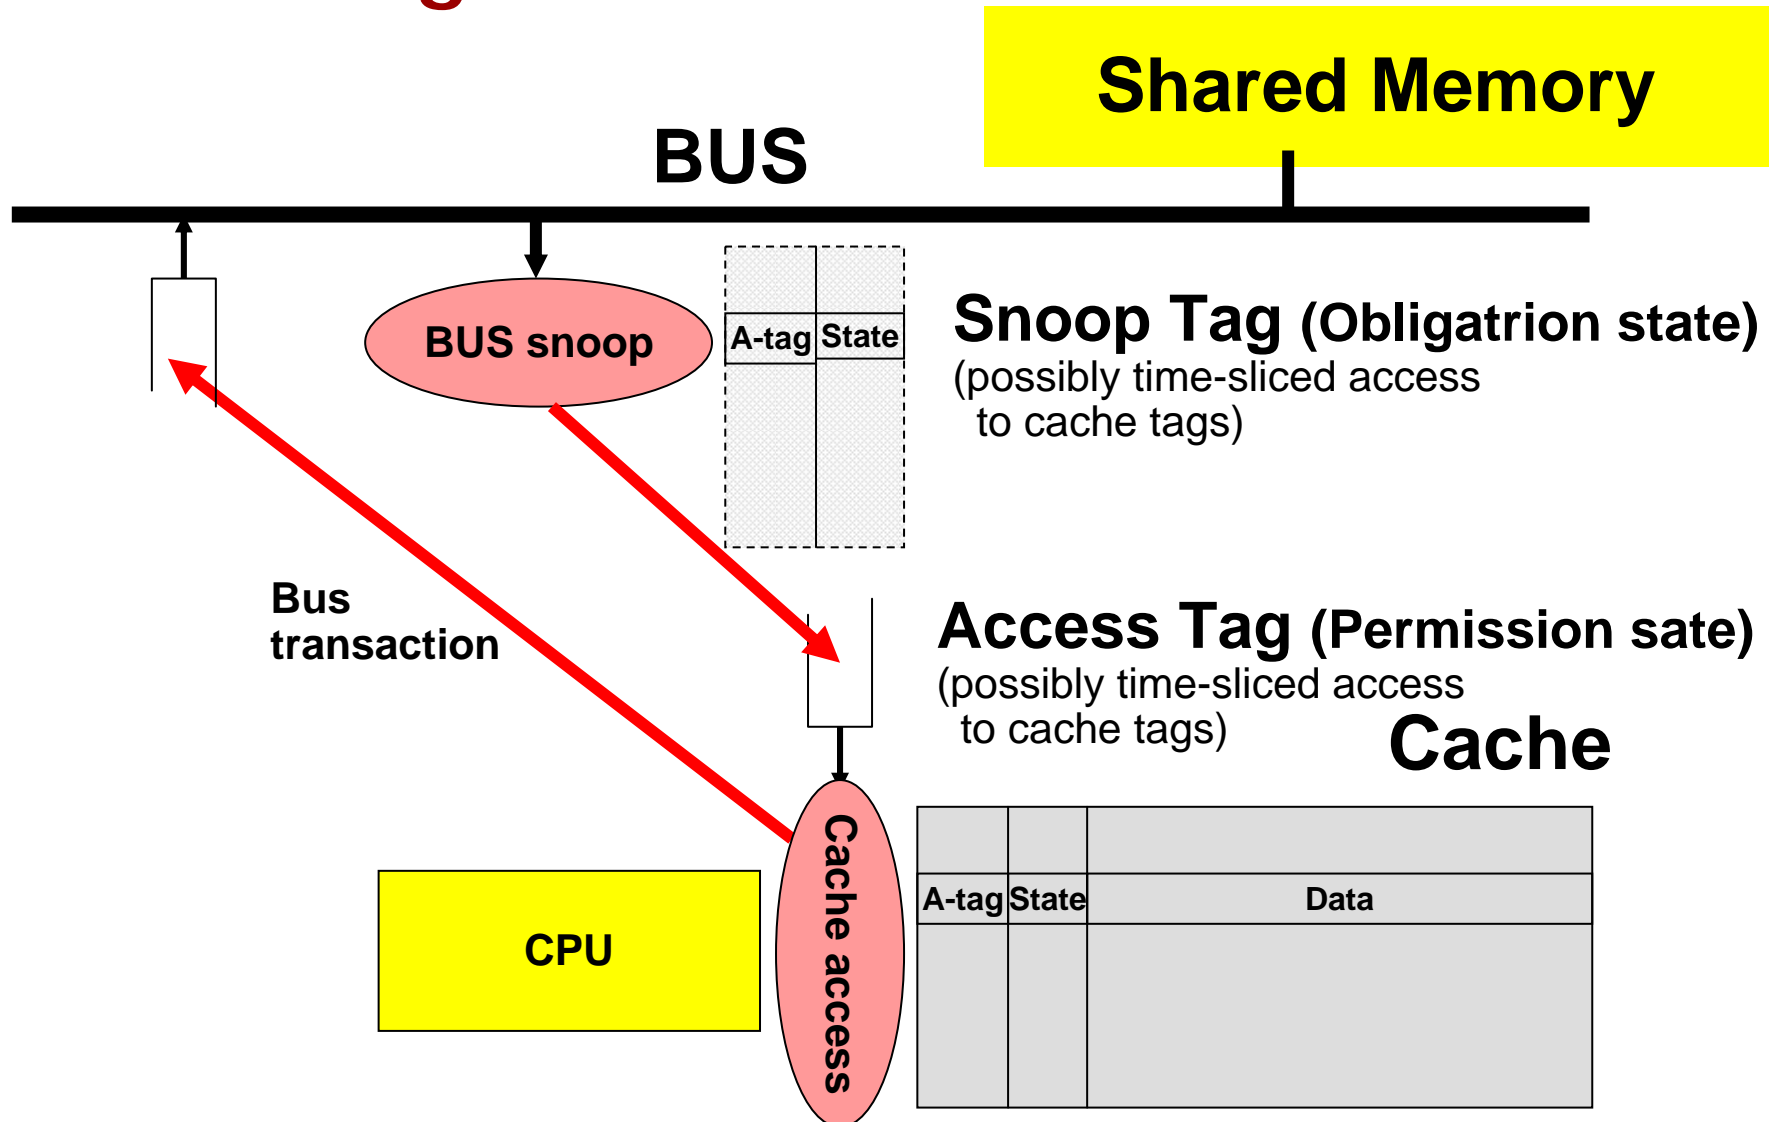 g
Shared Memory
BUS
BUS snoop
A-tag State
Snoop Tag (Obligatrion state)
(possibly time-sliced access
to cache tags)
Bus
transaction
Access Tag (Permission sate)
(possibly time-sliced access
to cache tags)
Cache
CPU
Cache access
A-tag State Data